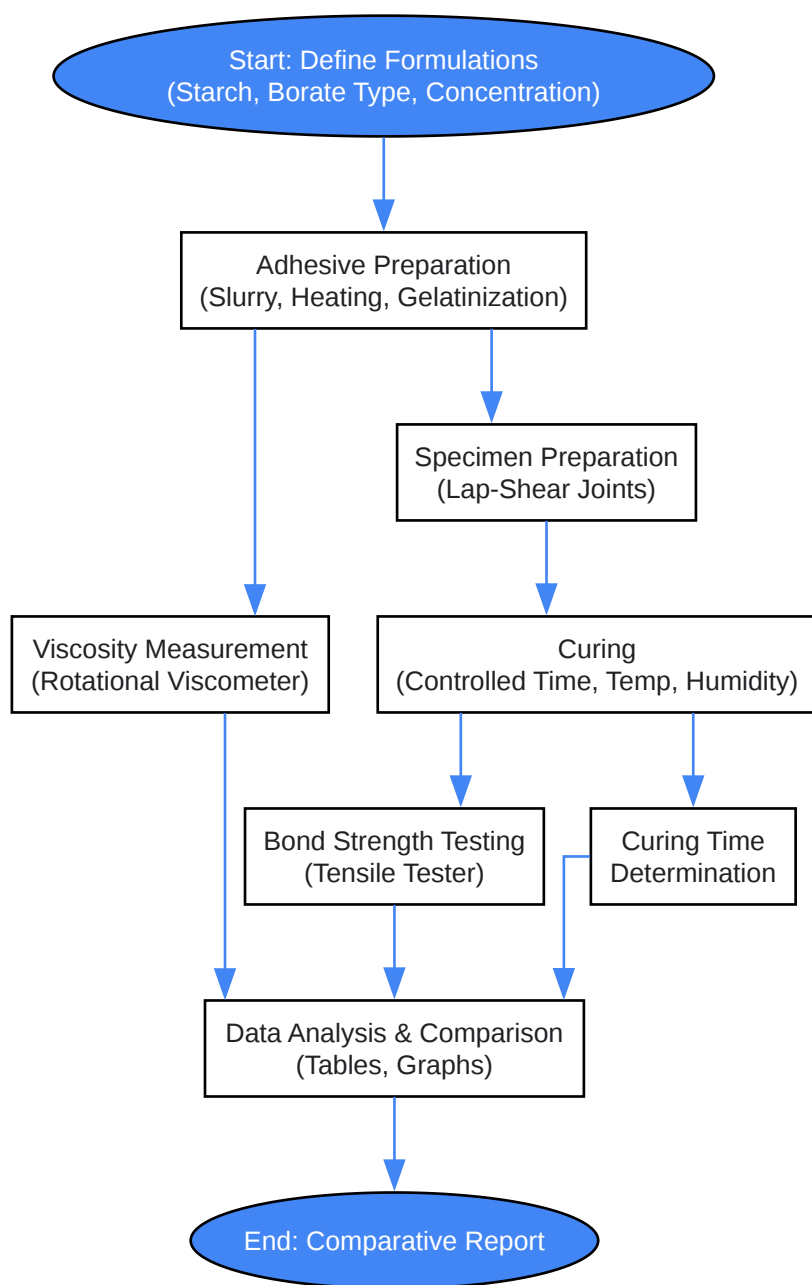 Start: Define Formulations
(Starch, Borate Type, Concentration)
Adhesive Preparation
(Slurry, Heating, Gelatinization)
Specimen Preparation
(Lap-Shear Joints)
Viscosity Measurement
(Rotational Viscometer)
Curing
(Controlled Time, Temp, Humidity)
Bond Strength Testing
(Tensile Tester)
Curing Time
Determination
Data Analysis & Comparison
(Tables, Graphs)
End: Comparative Report